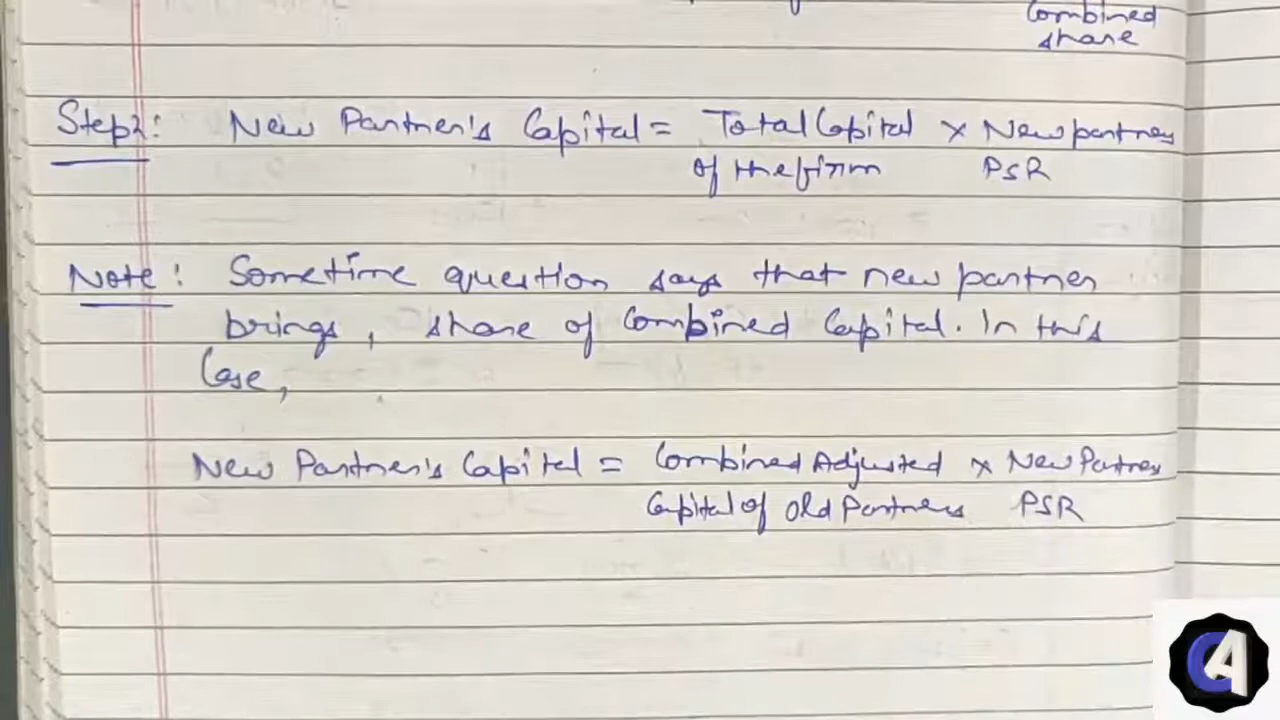 Combined
share
Step2: New Partner's Capital = Total Capital × New partners
of the firm PSR
Note: Sometime question says that new partner
brings, share of Combined Capital. In this
Case,
New Partner's Capital = Combined Adjusted × New Partner
Capital of Old Partners PSR
CA